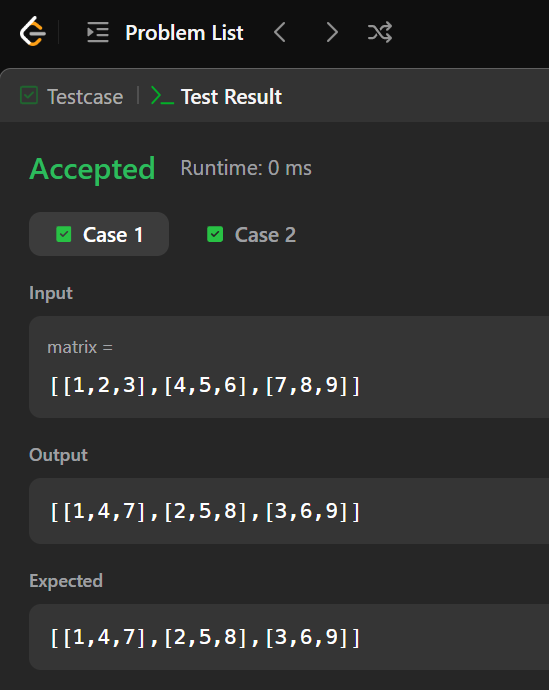 Problem List
Testcase | Test Result
Accepted Runtime: 0 ms
Case 1 Case 2
Input
matrix =
[[1,2,3],[4,5,6],[7,8,9]]
Output
[[1,4,7],[2,5,8],[3,6,9]]
Expected
[[1,4,7],[2,5,8],[3,6,9]]